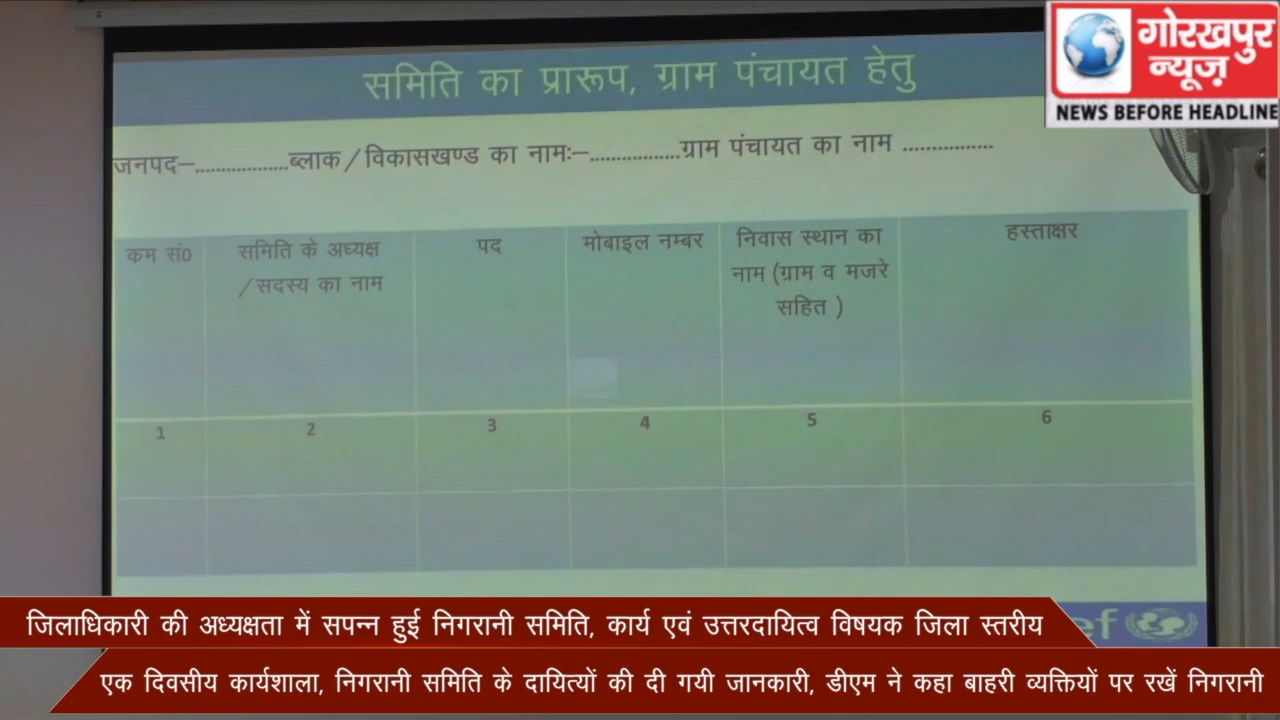 गोरखपुर
न्यूज़
NEWS BEFORE HEADLINE
समिति का प्रारूप, ग्राम पंचायत हेतु
जनपद–..................ब्लाक/विकासखण्ड का नामः–.................ग्राम पंचायत का नाम .................
कम सं0
समिति के अध्यक्ष
/सदस्य का नाम
पद
मोबाइल नम्बर
निवास स्थान का
नाम (ग्राम व मजरे
सहित )
हस्ताक्षर
1 2 3 4 5 6
ef
जिलाधिकारी की अध्यक्षता में सपन्न हुई निगरानी समिति, कार्य एवं उत्तरदायित्व विषयक जिला स्तरीय
एक दिवसीय कार्यशाला, निगरानी समिति के दायित्यों की दी गयी जानकारी, डीएम ने कहा बाहरी व्यक्तियों पर रखें निगरानी